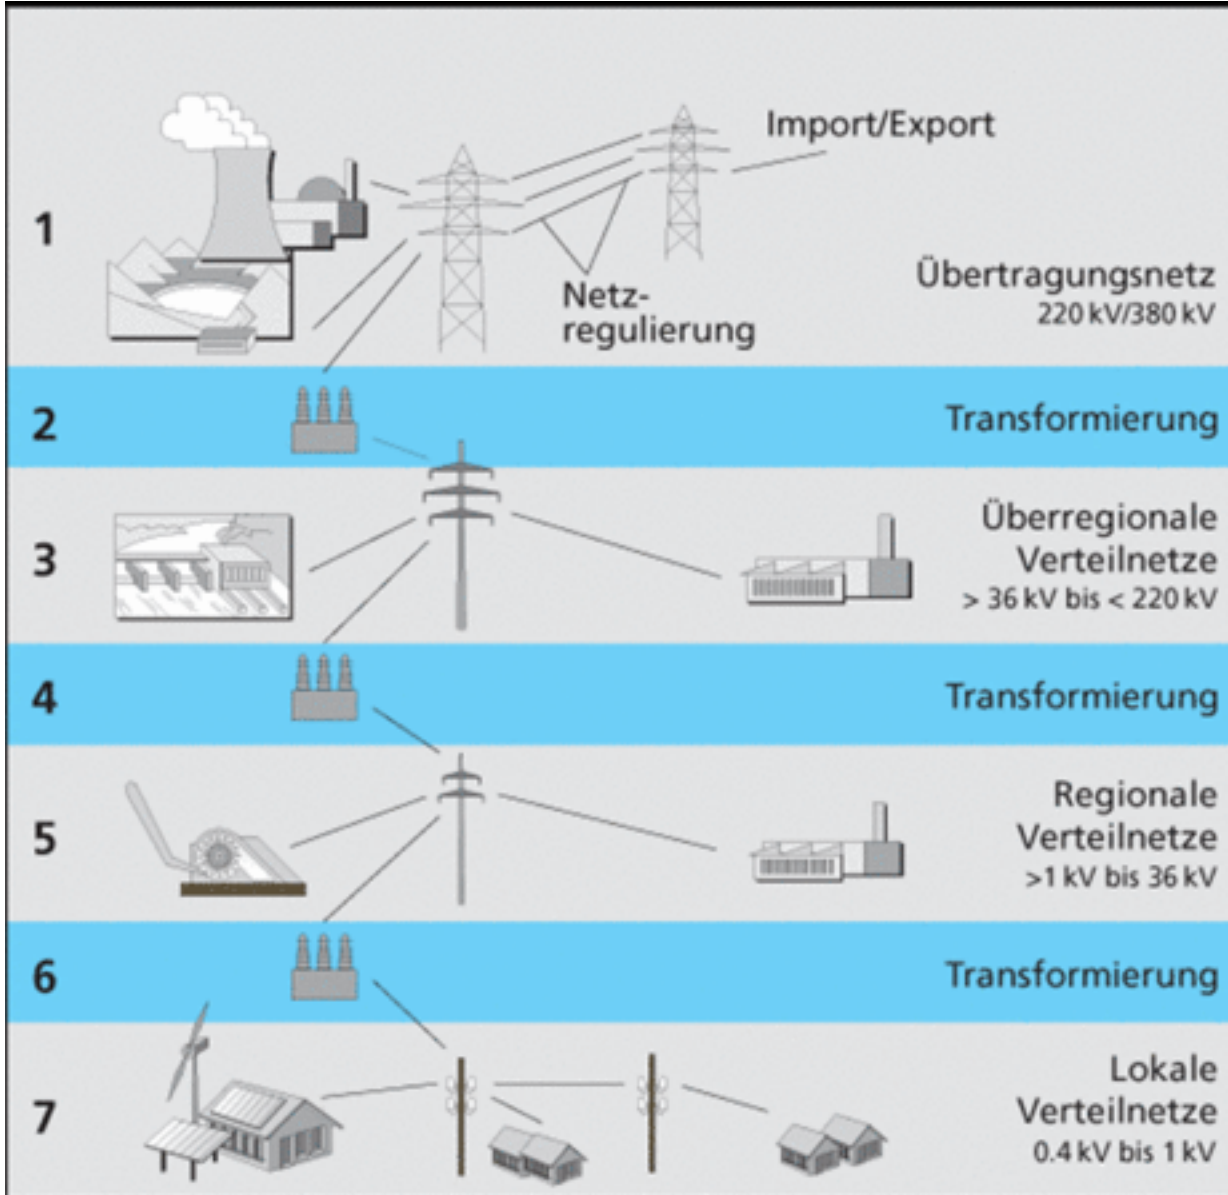 Import/Export
1
Übertragungsnetz
220 kV/380 kV
Netz-
regulierung
2
Transformierung
3
Überregionale
Verteilnetze
> 36 kV bis < 220 kV
4
Transformierung
5
Regionale
Verteilnetze
>1 kV bis 36 kV
6
Transformierung
7
Lokale
Verteilnetze
0.4 kV bis 1 kV